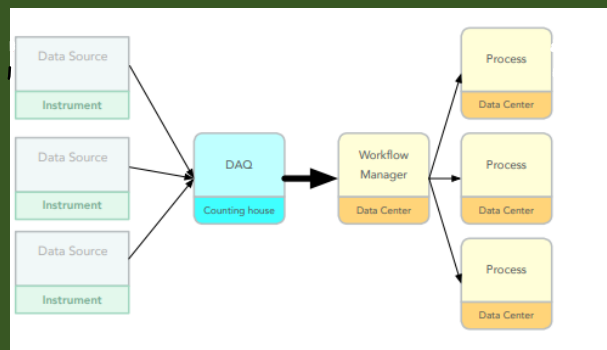 Data Source
Instrument
Data Source
Instrument
Data Source
Instrument
DAQ
Counting house
Workflow
Manager
Data Center
Process
Data Center
Process
Data Center
Process
Data Center